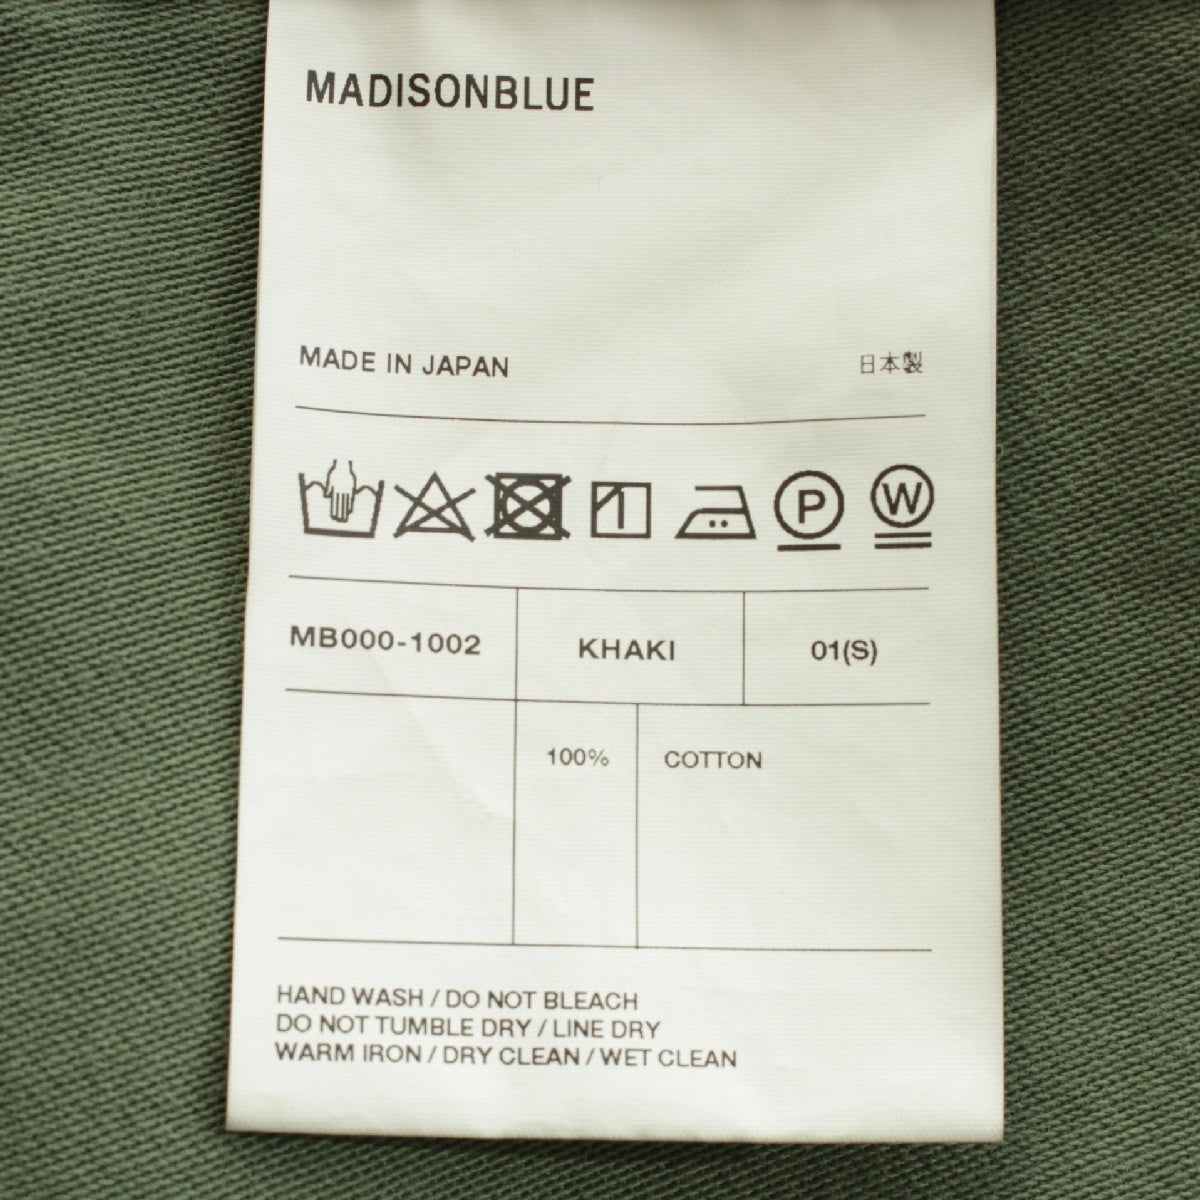 MADISONBLUE
MADE IN JAPAN 日本製
P W
MB000-1002 KHAKI 01(S)
100% COTTON
HAND WASH / DO NOT BLEACH
DO NOT TUMBLE DRY / LINE DRY
WARM IRON / DRY CLEAN / WET CLEAN